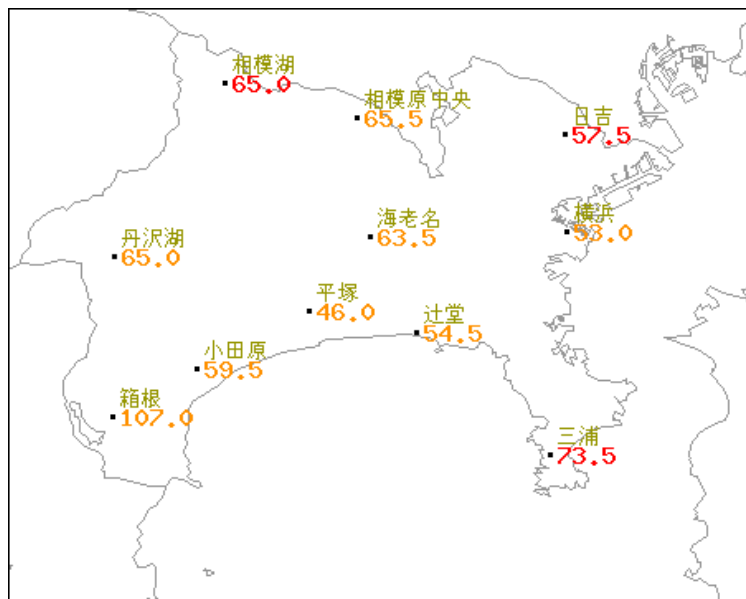 相模湖
65.0
相模原中央
65.5
日吉
57.5
横浜
53.0
海老名
63.5
丹沢湖
65.0
平塚
46.0
辻堂
54.5
小田原
59.5
箱根
107.0
三浦
73.5